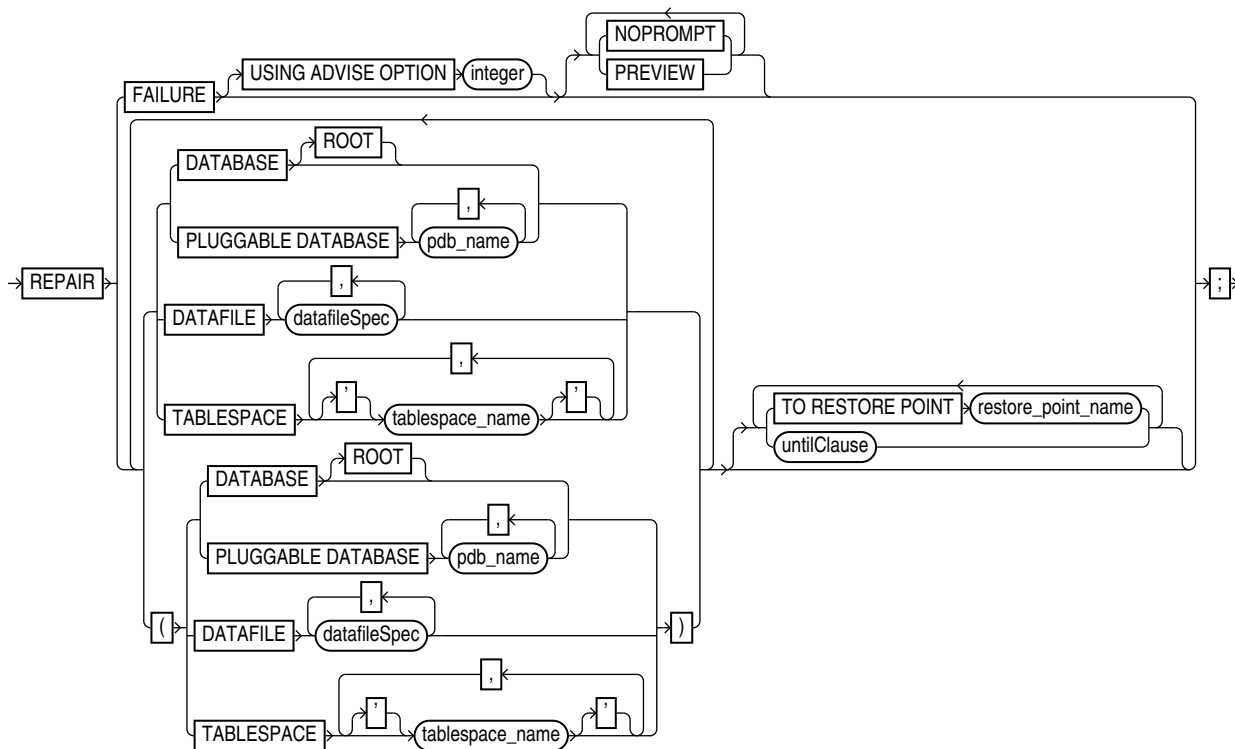 NOPROMPT
USING ADVISE OPTION integer
PREVIEW
FAILURE
ROOT
DATABASE
,
PLUGGABLE DATABASE pdb_name
REPAIR
;
,
DATAFILE datafileSpec
,
' '
TABLESPACE tablespace_name
TO RESTORE POINT restore_point_name
untilClause
ROOT
DATABASE
,
PLUGGABLE DATABASE pdb_name
,
( DATAFILE datafileSpec )
,
' '
TABLESPACE tablespace_name